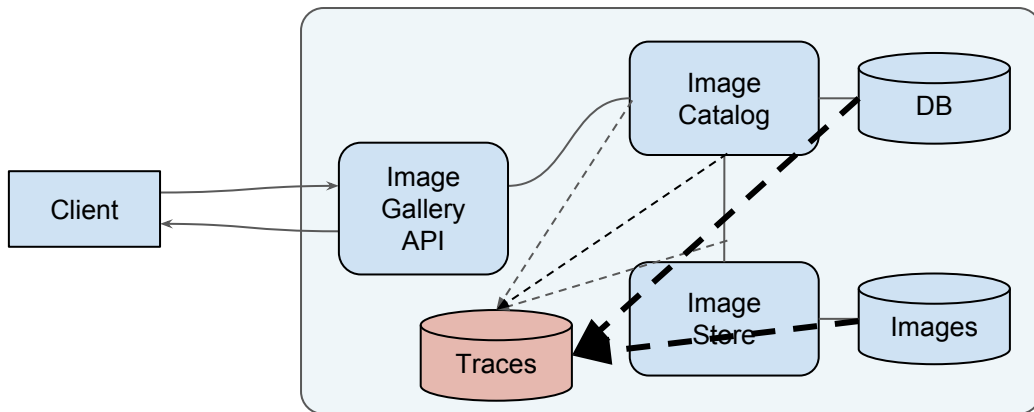 Client
Image
Gallery
API
Image
Catalog
DB
Image
Store
Images
Traces